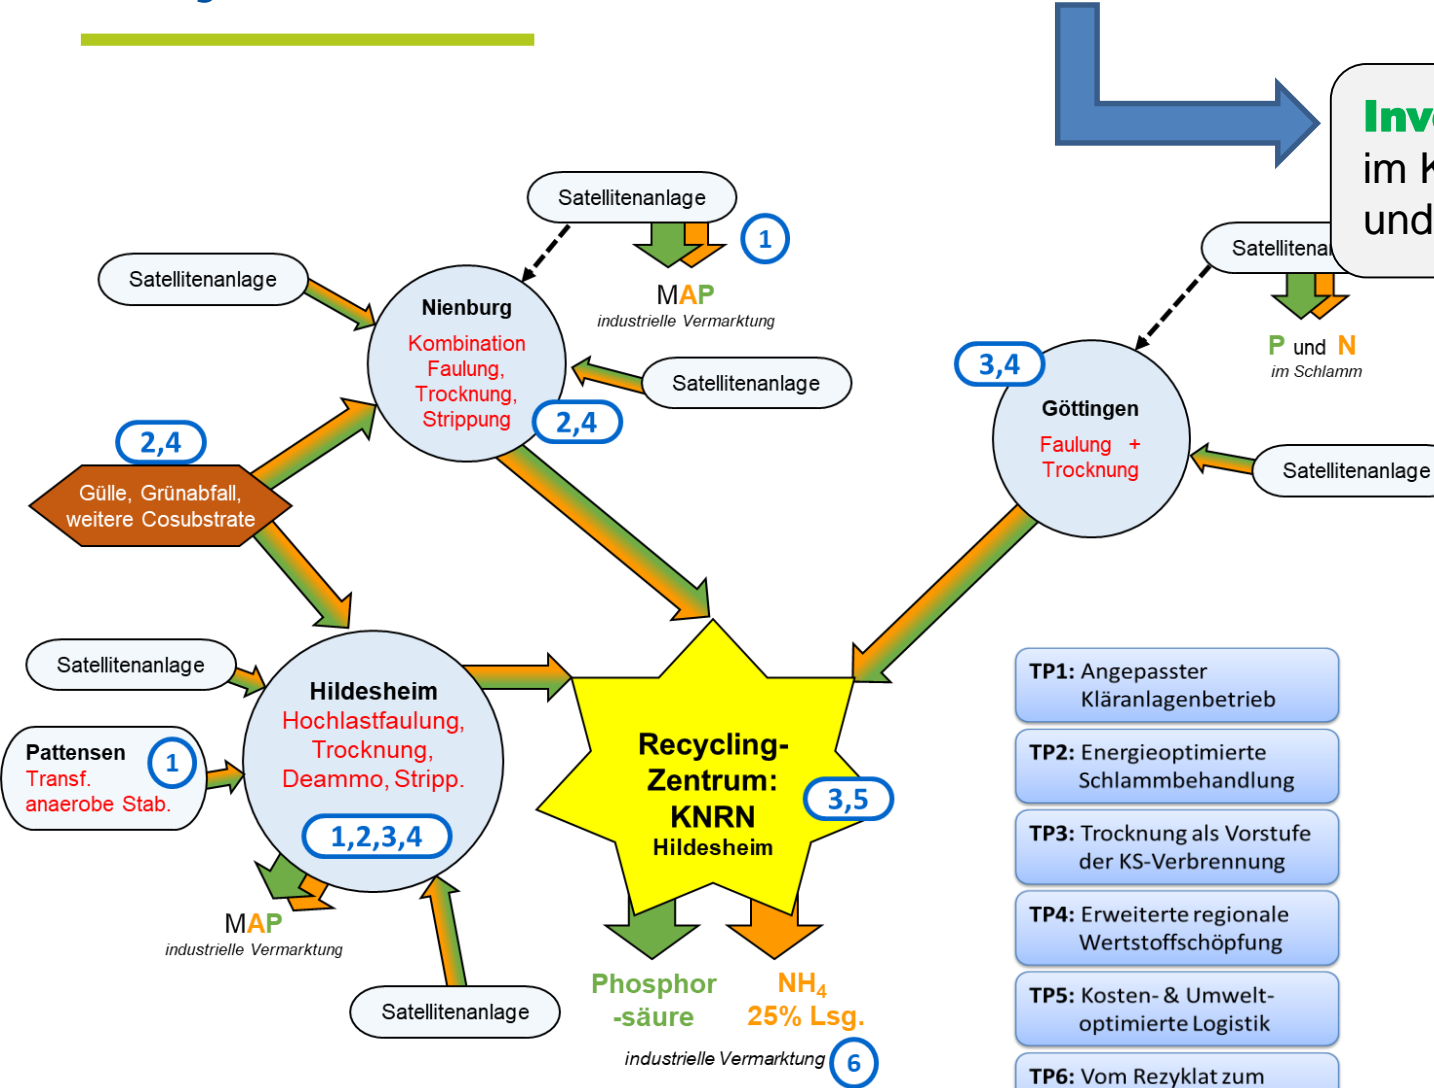 im
und
Satellitenanlage
1
MAP
industrielle Vermarktung
Satellitenanlage
Nienburg
Kombination
Faulung,
Trocknung,
Strippung
2,4
Satellitenanlage
P und N
im Schlamm
3,4
Göttingen
Faulung +
Trocknung
Satellitenanlage
2,4
Gülle, Grünabfall,
weitere Cosubstrate
Satellitenanlage
Pattensen
Transf.
anaerobe Stab.
1
Hildesheim
Hochlastfaulung,
Trocknung,
Deammo, Stripp.
1,2,3,4
MAP
industrielle Vermarktung
Satellitenanlage
Recycling-
Zentrum:
KNRN
Hildesheim
3,5
Phosphor
-säure
NH4
25% Lsg.
industrielle Vermarktung
6
TP1: Angepasster
Kläranlagenbetrieb
TP2: Energieoptimierte
Schlammbehandlung
TP3: Trocknung als Vorstufe
der KS-Verbrennung
TP4: Erweiterte regionale
Wertstoffschöpfung
TP5: Kosten- & Umwelt-
optimierte Logistik
TP6: Vom Rezyklat zum